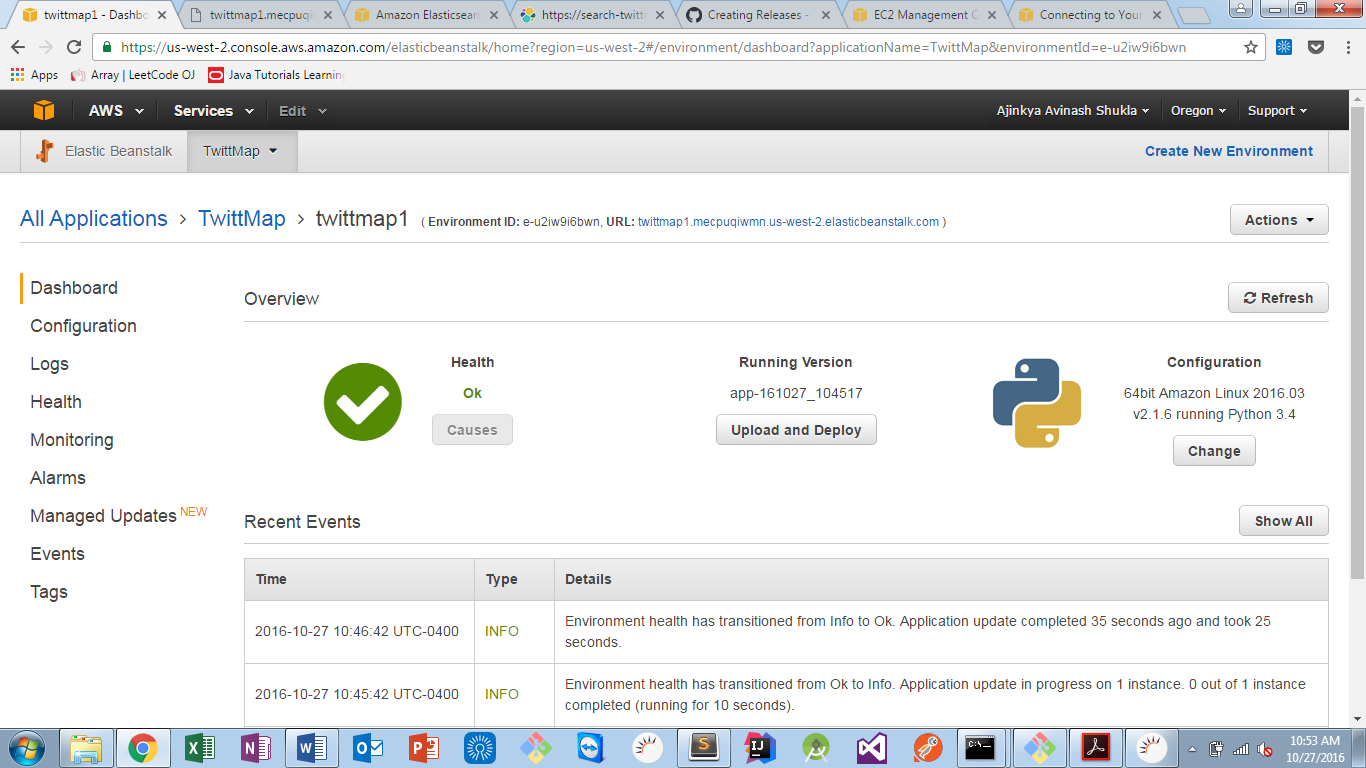 twittmap1 - Dashbo
twittmap1.mecpuqi
Amazon Elasticsear
https://search-twitt
Creating Releases -
EC2 Management C
Connecting to Your
https://us-west-2.console.aws.amazon.com/elasticbeanstalk/home?region=us-west-2#/environment/dashboard?applicationName=TwittMap&environmentId=e-u2iw9i6bwn
Apps
Array | LeetCode OJ
Java Tutorials Learning
AWS
Services
Edit
Ajinkya Avinash Shukla
Oregon
Support
Elastic Beanstalk
TwittMap
Create New Environment
All Applications > TwittMap > twittmap1 ( Environment ID: e-u2iw9i6bwn, URL: twittmap1.mecpuqiwmn.us-west-2.elasticbeanstalk.com )
Actions
Dashboard
Configuration
Logs
Health
Monitoring
Alarms
Managed Updates NEW
Events
Tags
Overview
Refresh
Health
Ok
Causes
Running Version
app-161027_104517
Upload and Deploy
Configuration
64bit Amazon Linux 2016.03
v2.1.6 running Python 3.4
Change
Recent Events
Show All
Time Type Details
2016-10-27 10:46:42 UTC-0400 INFO Environment health has transitioned from Info to Ok. Application update completed 35 seconds ago and took 25
seconds.
2016-10-27 10:45:42 UTC-0400 INFO Environment health has transitioned from Ok to Info. Application update in progress on 1 instance. 0 out of 1 instance
completed (running for 10 seconds).
10:53 AM
10/27/2016